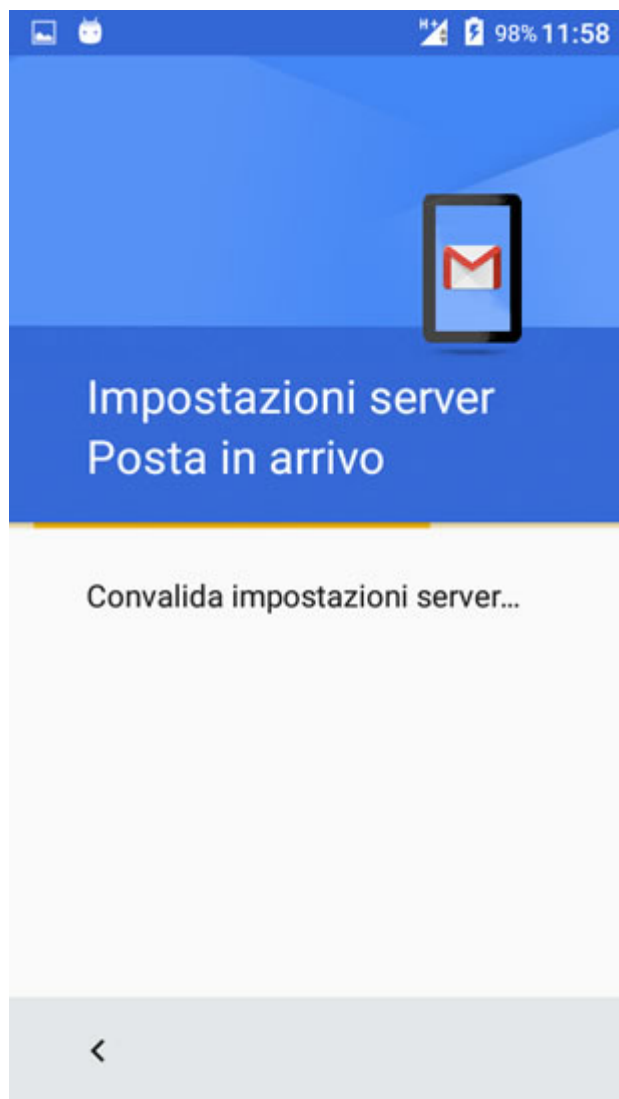 H+ 98% 11:58
Impostazioni server
Posta in arrivo
Convalida impostazioni server...